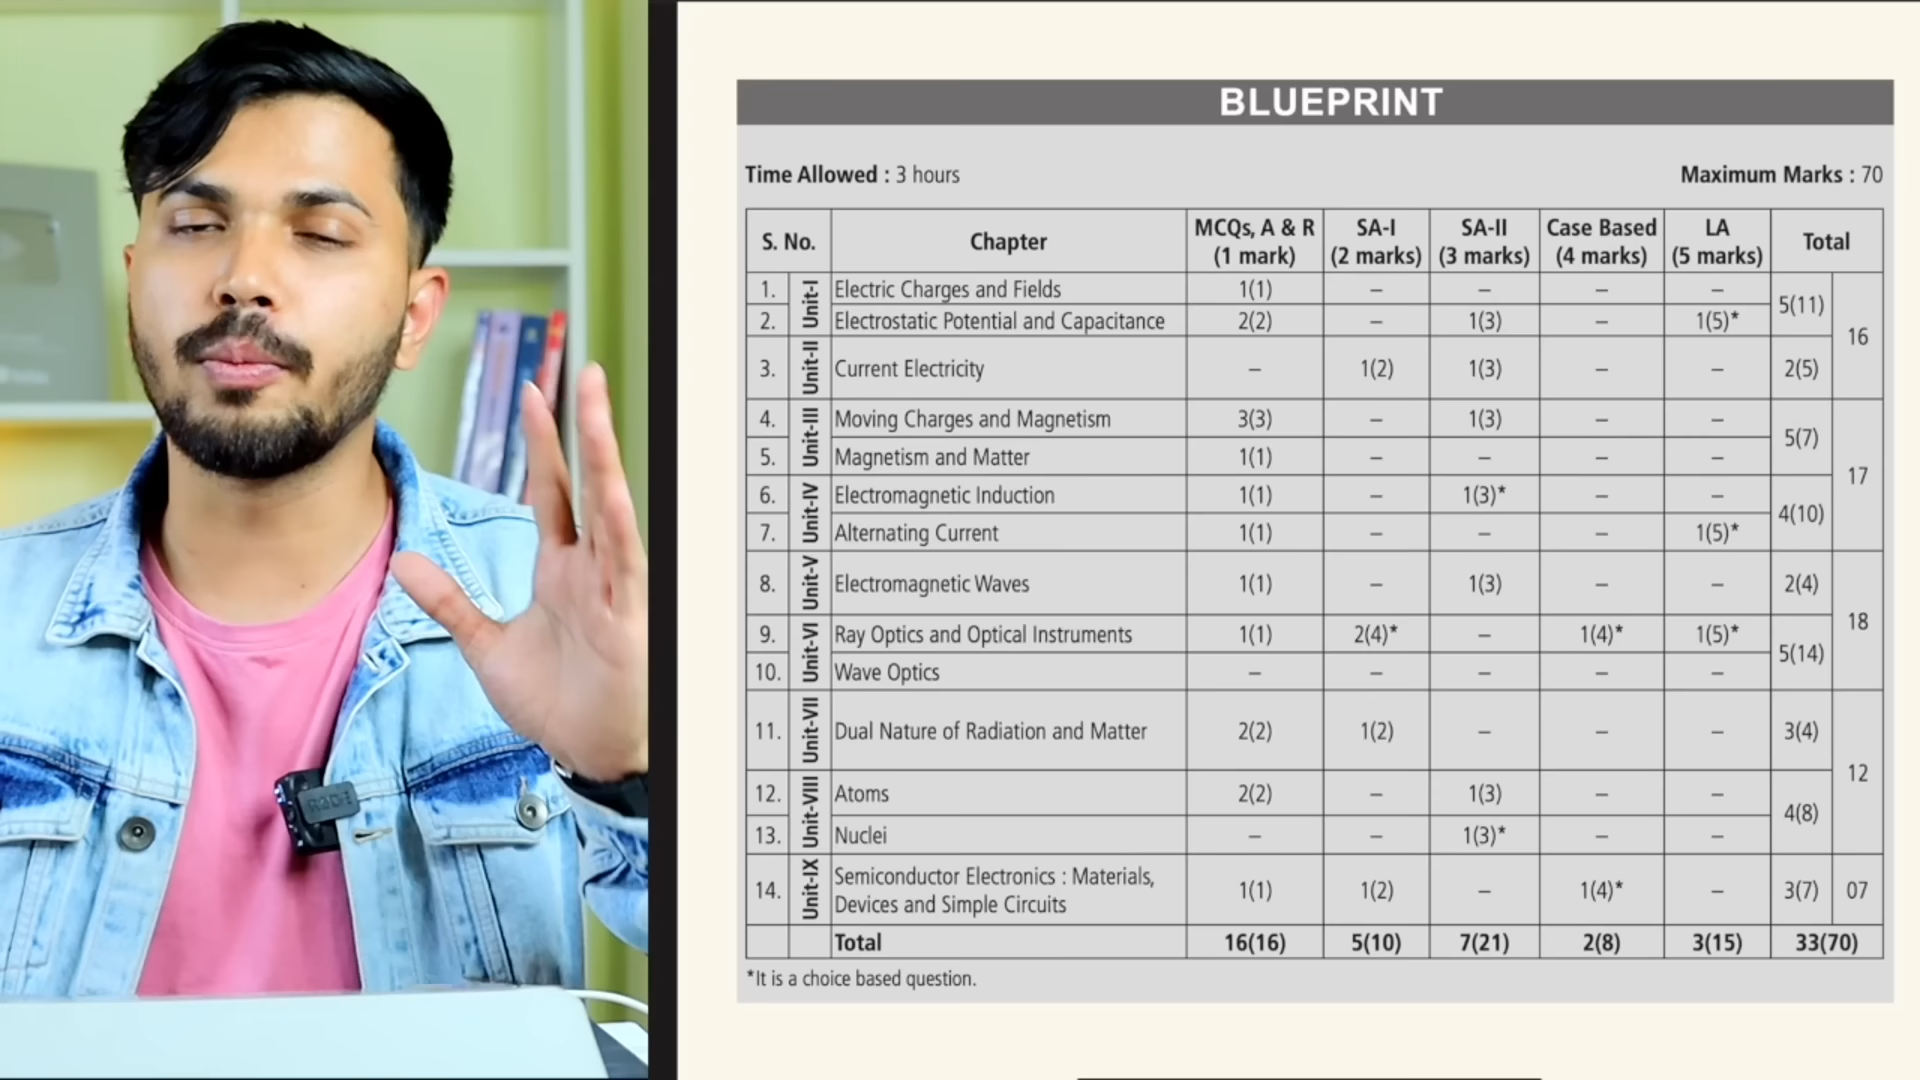 BLUEPRINT
Time Allowed : 3 hours Maximum Marks : 70
S. No. Chapter MCQs, A & R (1 mark) SA-I (2 marks) SA-II (3 marks) Case Based (4 marks) LA (5 marks) Total
1. Unit-I Electric Charges and Fields 1(1) – – – – 5(11) 16
2. Electrostatic Potential and Capacitance 2(2) – 1(3) – 1(5)*
3. Unit-II Current Electricity – 1(2) 1(3) – – 2(5)
4. Unit-III Moving Charges and Magnetism 3(3) – 1(3) – – 5(7) 17
5. Magnetism and Matter 1(1) – – – –
6. Unit-IV Electromagnetic Induction 1(1) – 1(3)* – – 4(10)
7. Alternating Current 1(1) – – – 1(5)*
8. Unit-V Electromagnetic Waves 1(1) – 1(3) – – 2(4) 18
9. Unit-VI Ray Optics and Optical Instruments 1(1) 2(4)* – 1(4)* 1(5)* 5(14)
10. Wave Optics – – – – –
11. Unit-VII Dual Nature of Radiation and Matter 2(2) 1(2) – – – 3(4) 12
12. Unit-VIII Atoms 2(2) – 1(3) – – 4(8)
13. Nuclei – – 1(3)* – –
14. Unit-IX Semiconductor Electronics : Materials, Devices and Simple Circuits 1(1) 1(2) – 1(4)* – 3(7) 07
Total 16(16) 5(10) 7(21) 2(8) 3(15) 33(70)
*It is a choice based question.